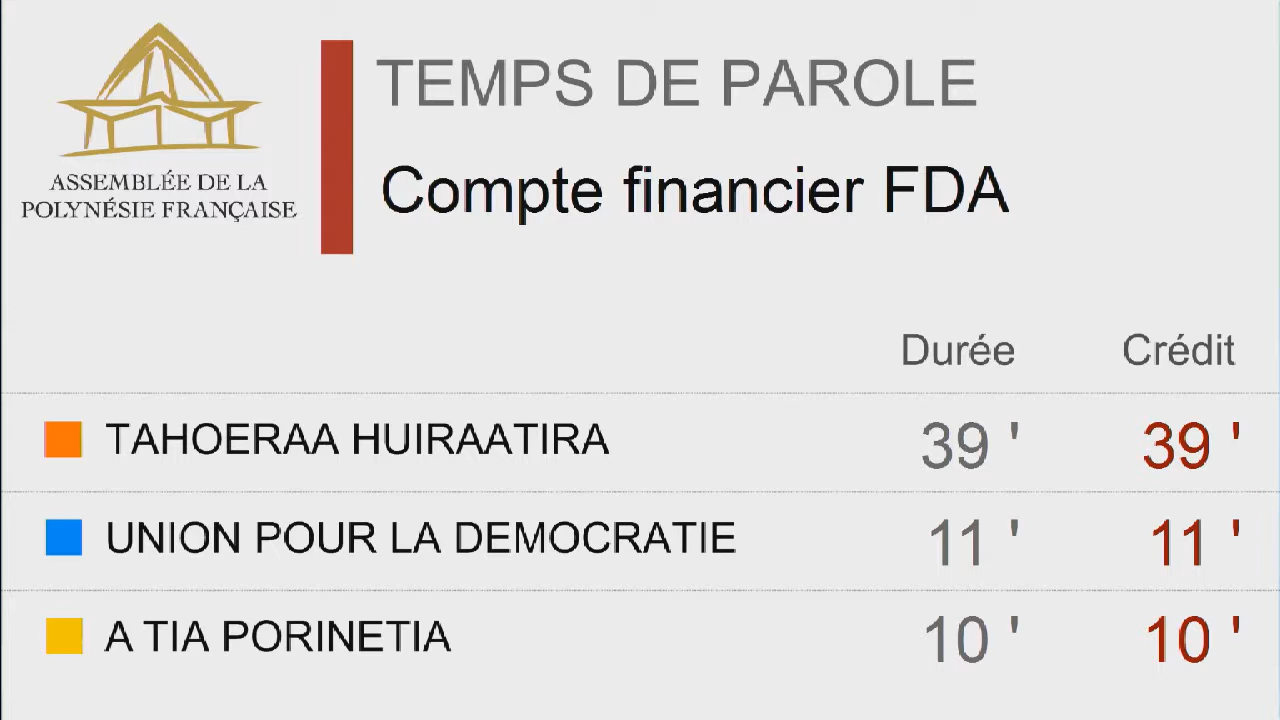 ASSEMBLÉE DE LA
POLYNÉSIE FRANÇAISE
TEMPS DE PAROLE
Compte financier FDA
Durée Crédit
TAHOERAA HUIRAATIRA 39 ' 39 '
UNION POUR LA DEMOCRATIE 11 ' 11 '
A TIA PORINETIA 10 ' 10 '